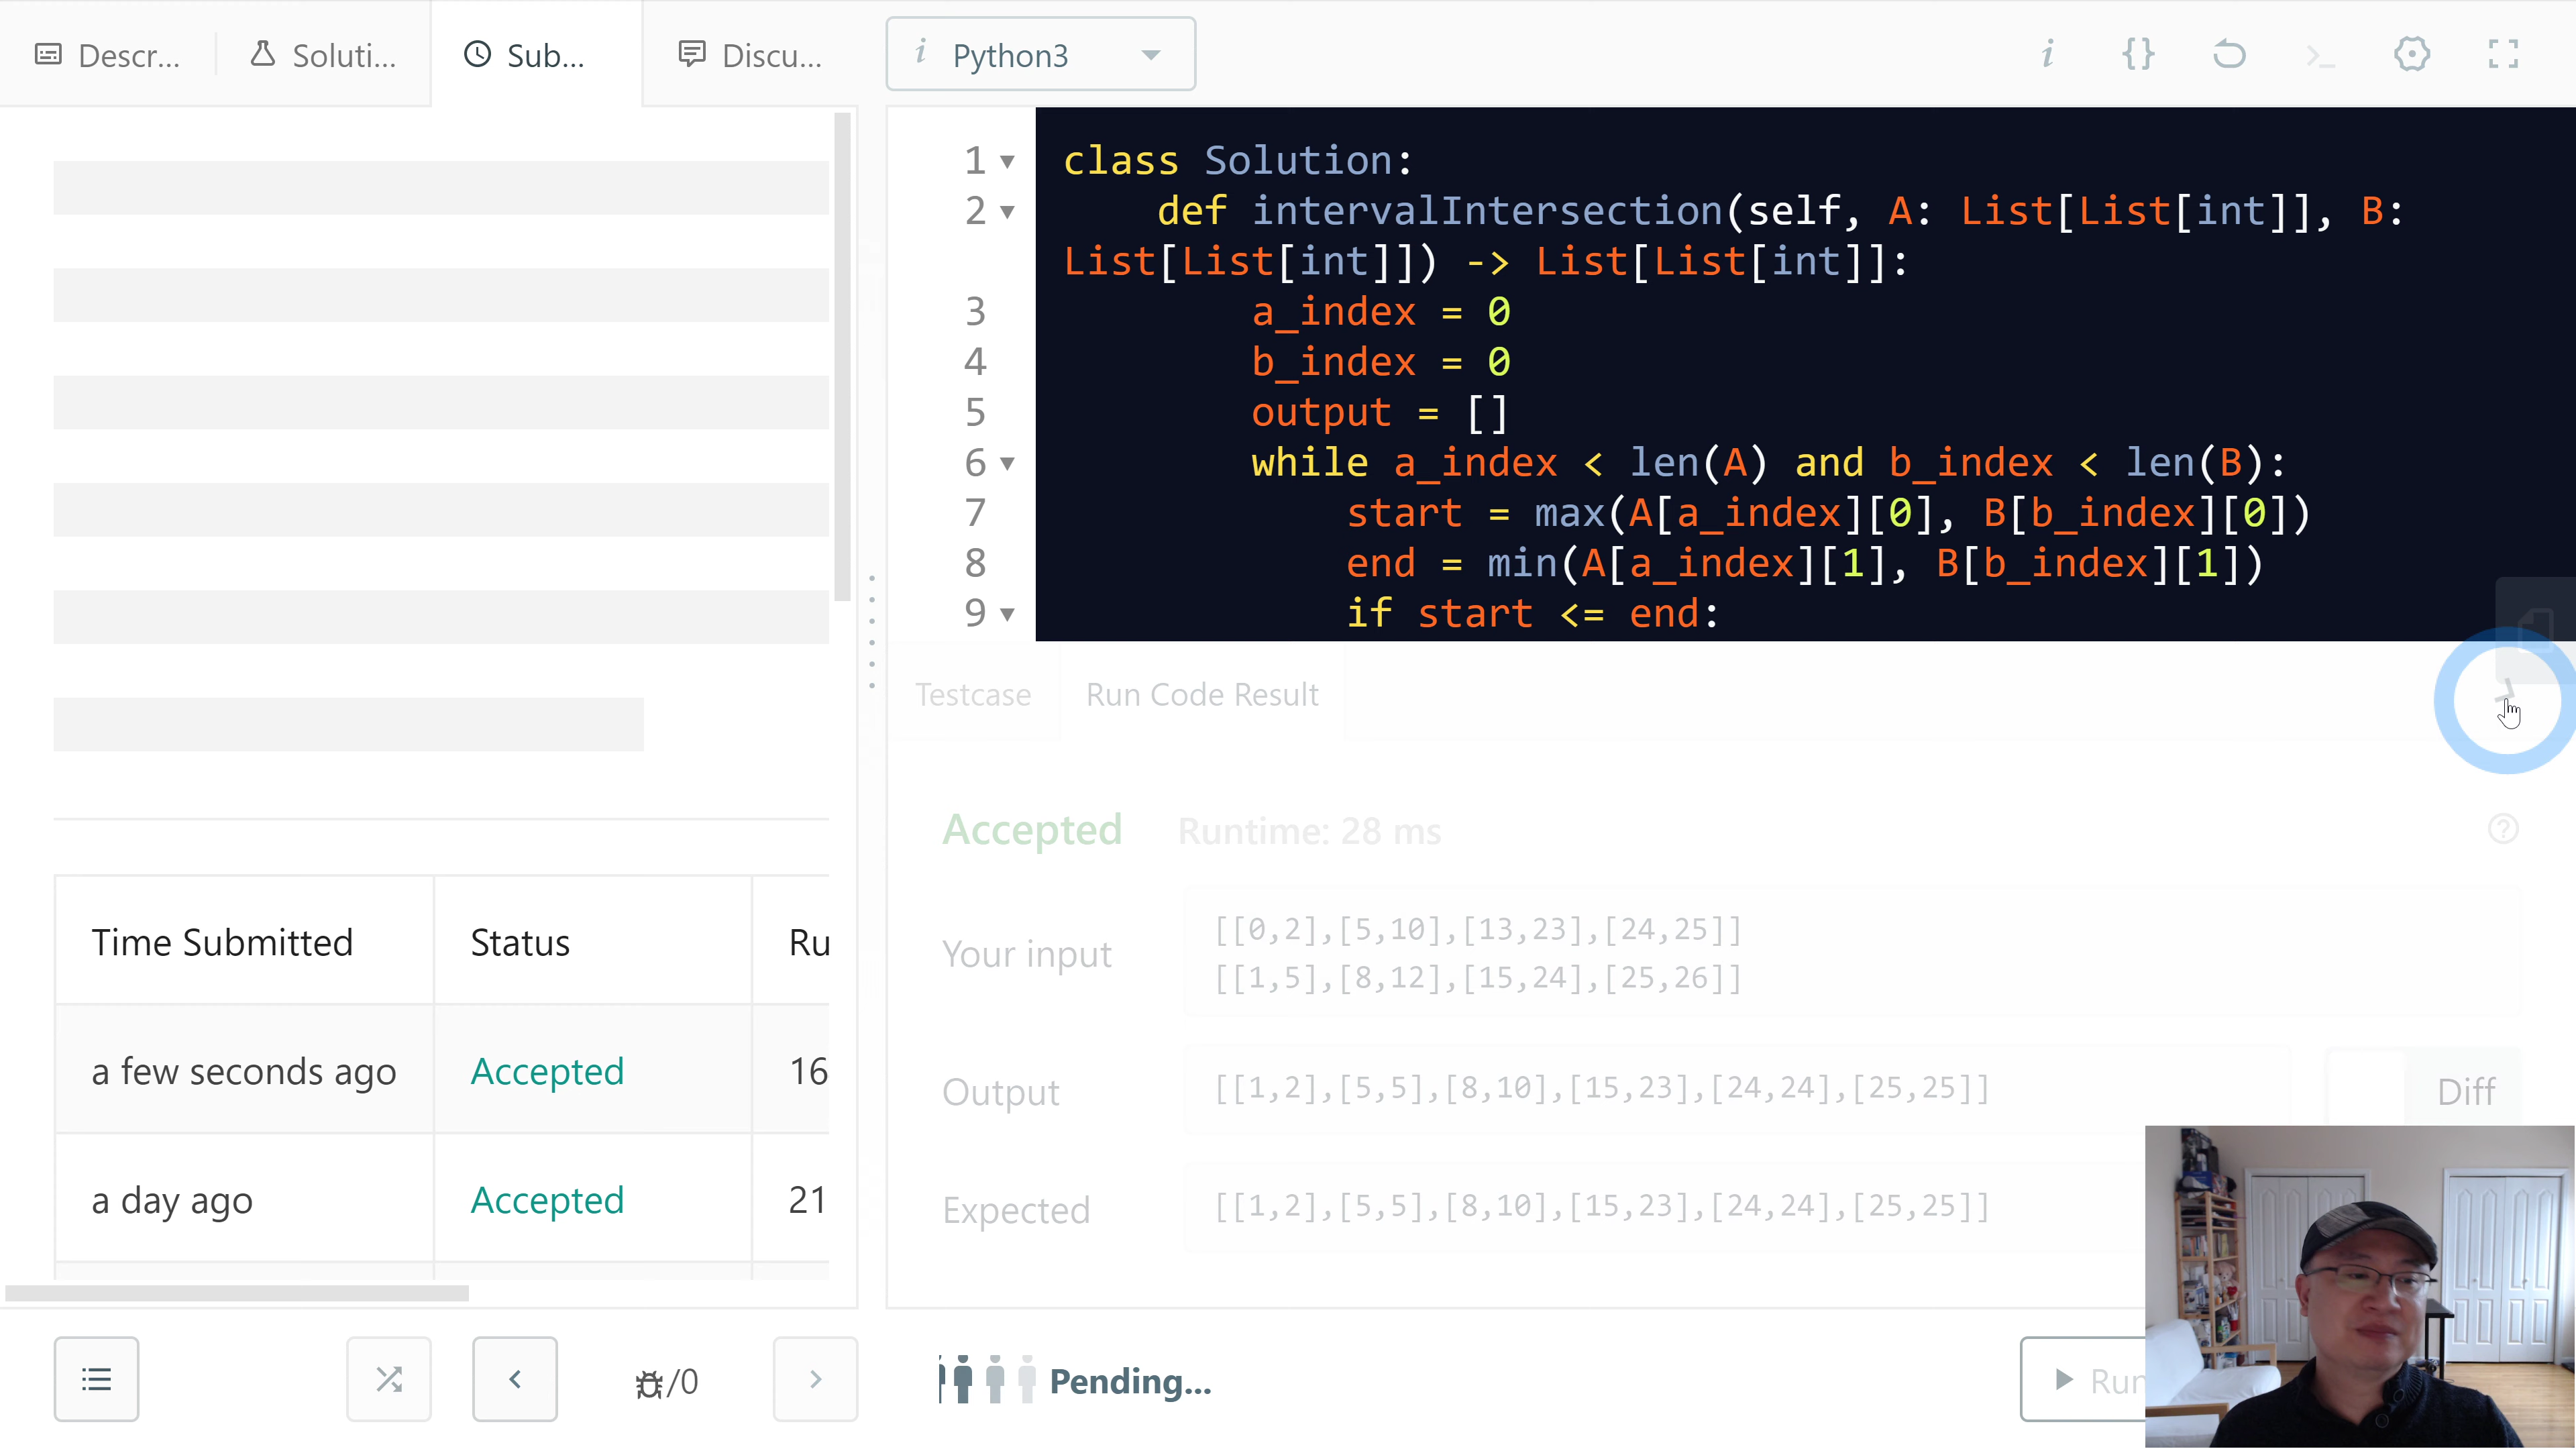 Descr...
Soluti...
Sub...
Discu...
i Python3
i {}
1 class Solution:
2 def intervalIntersection(self, A: List[List[int]], B:
List[List[int]]) -> List[List[int]]:
3 a_index = 0
4 b_index = 0
5 output = []
6 while a_index < len(A) and b_index < len(B):
7 start = max(A[a_index][0], B[b_index][0])
8 end = min(A[a_index][1], B[b_index][1])
9 if start <= end:
Testcase
Run Code Result
Accepted Runtime: 28 ms
Your input
[[0,2],[5,10],[13,23],[24,25]]
[[1,5],[8,12],[15,24],[25,26]]
Output
[[1,2],[5,5],[8,10],[15,23],[24,24],[25,25]]
Diff
Expected
[[1,2],[5,5],[8,10],[15,23],[24,24],[25,25]]
Time Submitted Status Ru
a few seconds ago Accepted 16
a day ago Accepted 21
/0
Pending...
Run